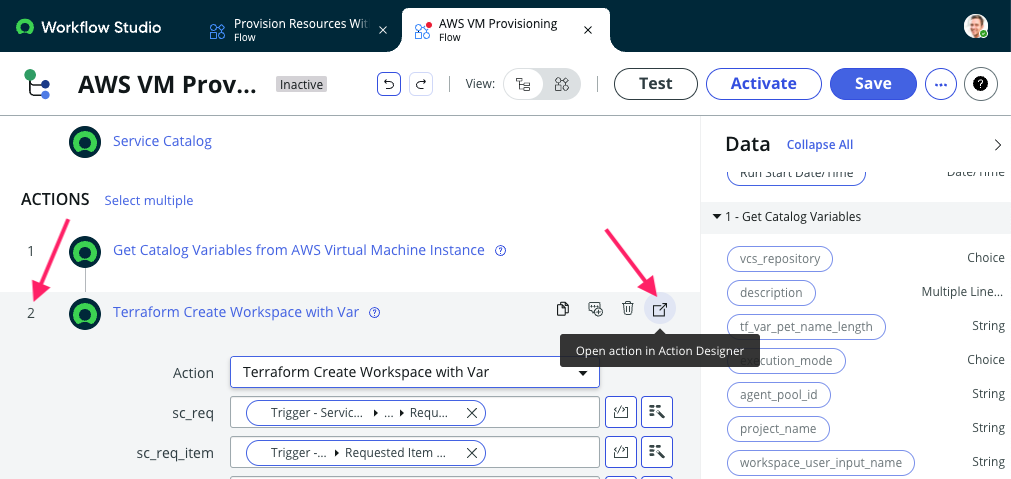 Workflow Studio
Provision Resources Wit
Flow
AWS VM Provisioning
Flow
AWS VM Prov...
Inactive
View:
Test
Activate
Save
Service Catalog
ACTIONS
Select multiple
1
Get Catalog Variables from AWS Virtual Machine Instance
2
Terraform Create Workspace with Var
Open action in Action Designer
Action
Terraform Create Workspace with Var
sc_req
Trigger - Servic... ▸ ... ▸ Requ...
sc_req_item
Trigger -... ▸ Requested Item ...
Data
Collapse All
Run Start Date/Time
Date/Time
1 - Get Catalog Variables
vcs_repository
Choice
description
Multiple Line...
tf_var_pet_name_length
String
execution_mode
Choice
agent_pool_id
String
project_name
String
workspace_user_input_name
String